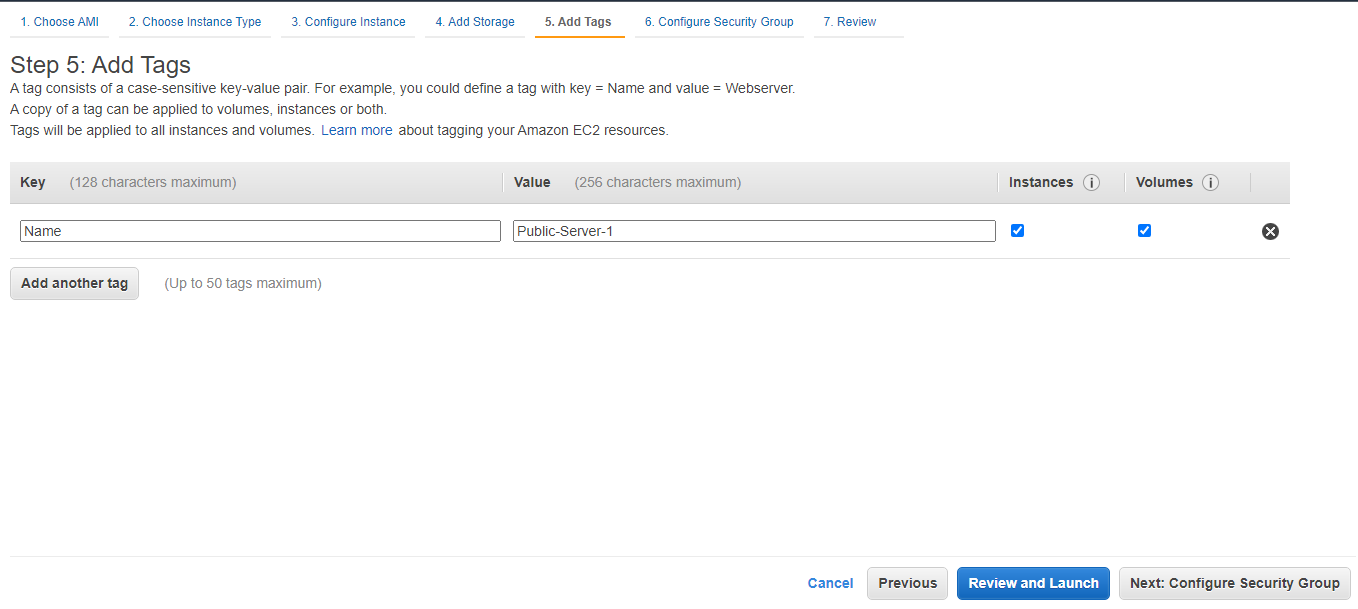 1. Choose AMI 2. Choose Instance Type 3. Configure Instance 4. Add Storage 5. Add Tags 6. Configure Security Group 7. Review
Step 5: Add Tags
A tag consists of a case-sensitive key-value pair. For example, you could define a tag with key = Name and value = Webserver.
A copy of a tag can be applied to volumes, instances or both.
Tags will be applied to all instances and volumes. Learn more about tagging your Amazon EC2 resources.
Key (128 characters maximum) Value (256 characters maximum) Instances i Volumes i
Name Public-Server-1
Add another tag (Up to 50 tags maximum)
Cancel Previous Review and Launch Next: Configure Security Group